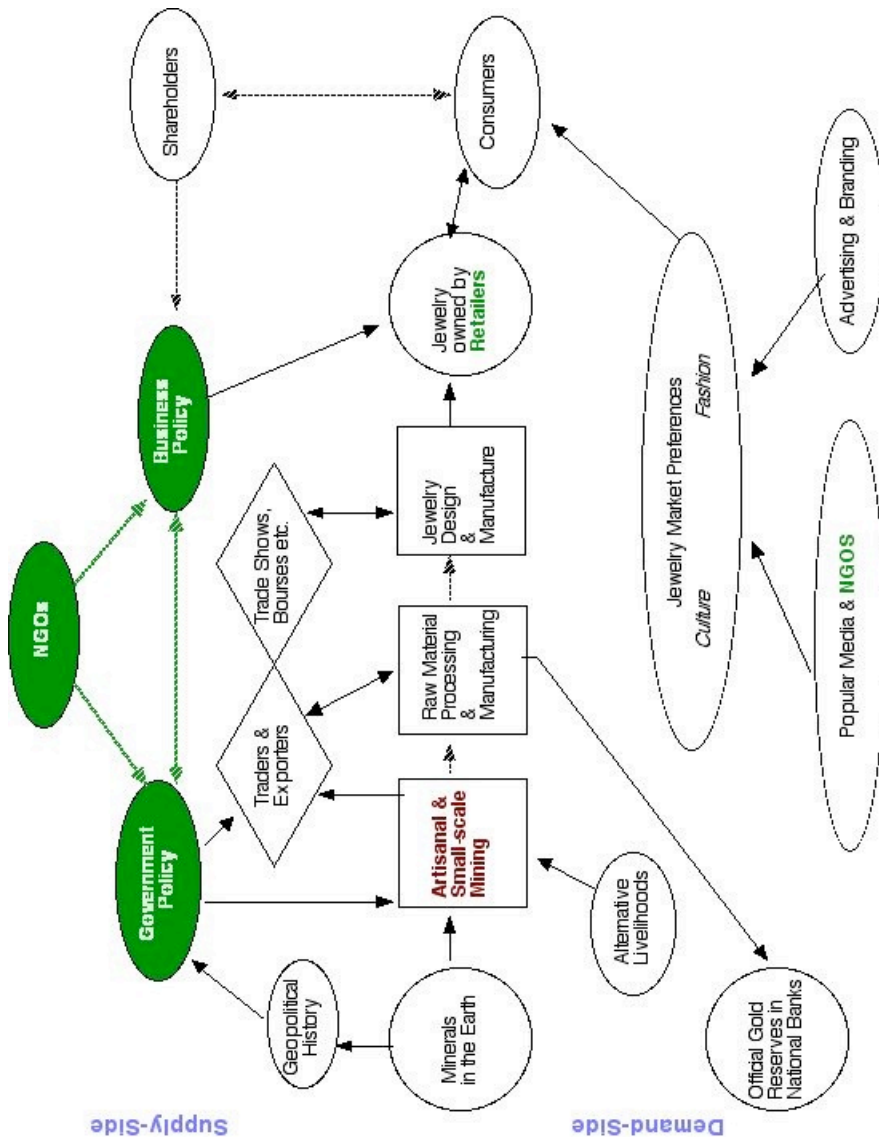 NGOs
Government
Policy
Business
Policy
Shareholders
Supply-Side
Geopolitical
History
Traders &
Exporters
Trade Shows,
Bourses etc.
Minerals
in the Earth
Artisanal &
Small-scale
Mining
Raw Material
Processing
&
Manufacturing
Jewelry
Design
&
Manufacture
Jewelry
owned by
Retailers
Consumers
Demand-Side
Alternative
Livelihoods
Official Gold
Reserves in
National Banks
Jewelry Market Preferences
Culture Fashion
Popular Media & NGOS
Advertising & Branding